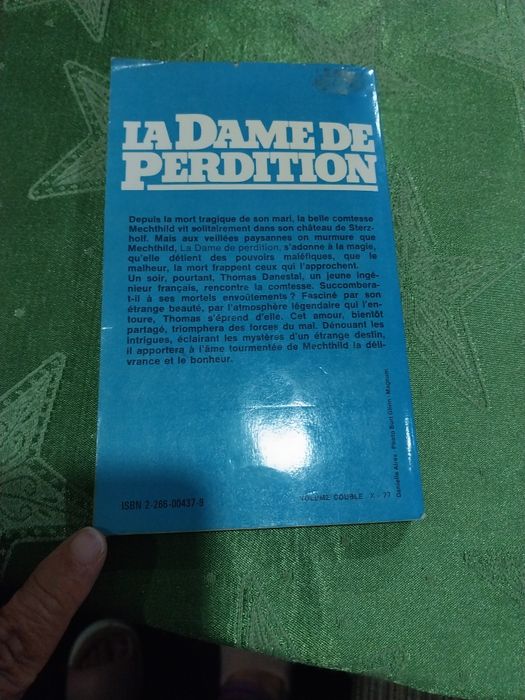 LA DAME DE
PERDITION
Depuis la mort tragique de son mari, la belle comtesse
Mechthild vit solitairement dans son château de Sterz-
holf. Mais aux veillées paysannes on murmure que
Mechthild, La Dame de perdition, s'adonne à la magie,
qu'elle détient des pouvoirs maléfiques, que
le malheur, la mort frappent ceux qui l'approchent.
Un soir, pourtant, Thomas Danestal, un jeune ingé-
nieur français, rencontre la comtesse. Succombera-
t-il à ses mortels envoûtements ? Fasciné par son
étrange beauté, par l'atmosphère légendaire qui l'en-
toure, Thomas s'éprend d'elle. Cet amour, bientôt
partagé, triomphera des forces du mal. Dénouant les
intrigues, éclairant les mystères d'un étrange destin,
il apportera à l'âme tourmentée de Mechthild la déli-
vrance et le bonheur.
ISBN 2-266-00437-9
VOLUME DOUBLE X - 77
Photo Burt Glinn - Magnum